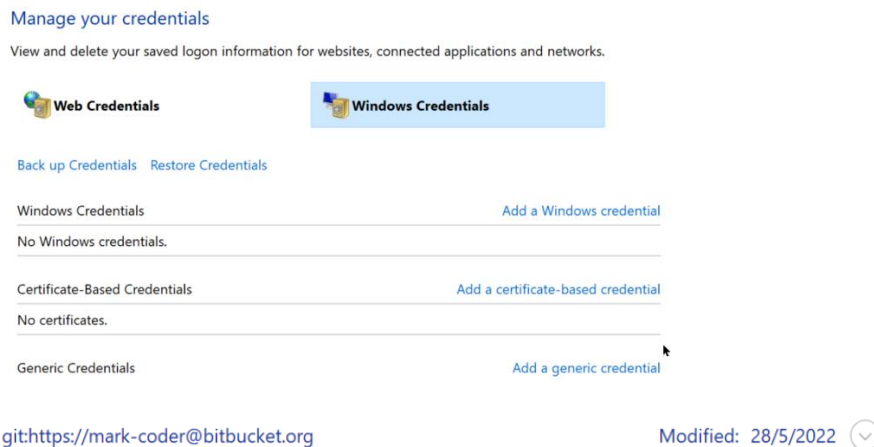 Manage your credentials
View and delete your saved logon information for websites, connected applications and networks.
Web Credentials
Windows Credentials
Back up Credentials Restore Credentials
Windows Credentials Add a Windows credential
No Windows credentials.
Certificate-Based Credentials Add a certificate-based credential
No certificates.
Generic Credentials Add a generic credential
git:https://mark-coder@bitbucket.org Modified: 28/5/2022